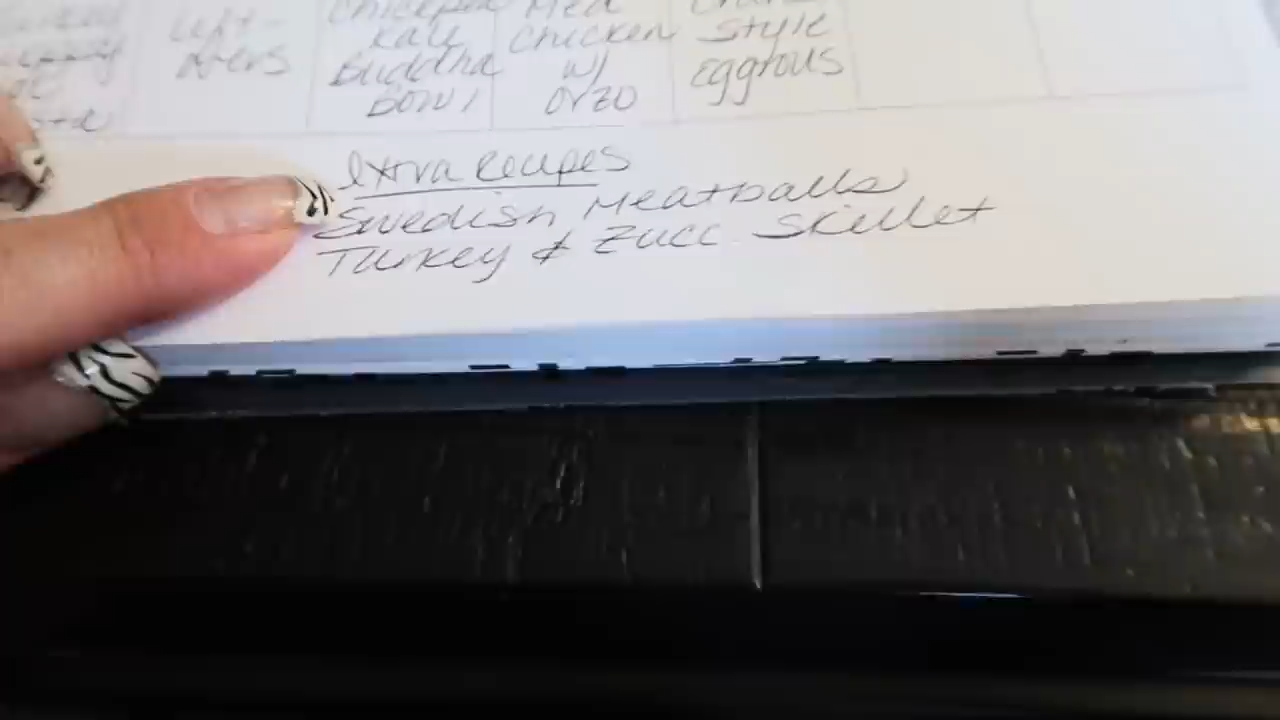 Left-
overs
Chickpea
Kale
Buddha
Bowl
Med
Chicken
w/
orzo
Style
Eggrolls
Extra Recipes
Swedish Meatballs
Turkey & Zucc. Skillet